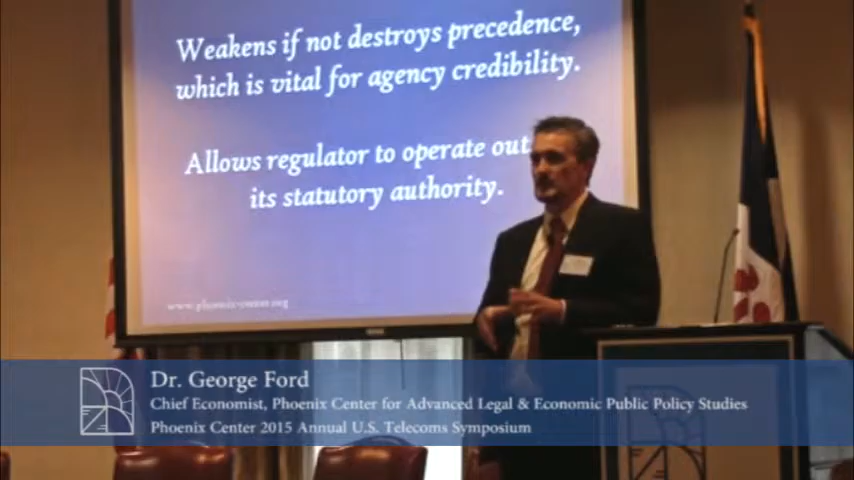 Weakens if not destroys precedence,
which is vital for agency credibility.
Allows regulator to operate out
its statutory authority.
www.phoenix-center.org
Dr. George Ford
Chief Economist, Phoenix Center for Advanced Legal & Economic Public Policy Studies
Phoenix Center 2015 Annual U.S. Telecoms Symposium